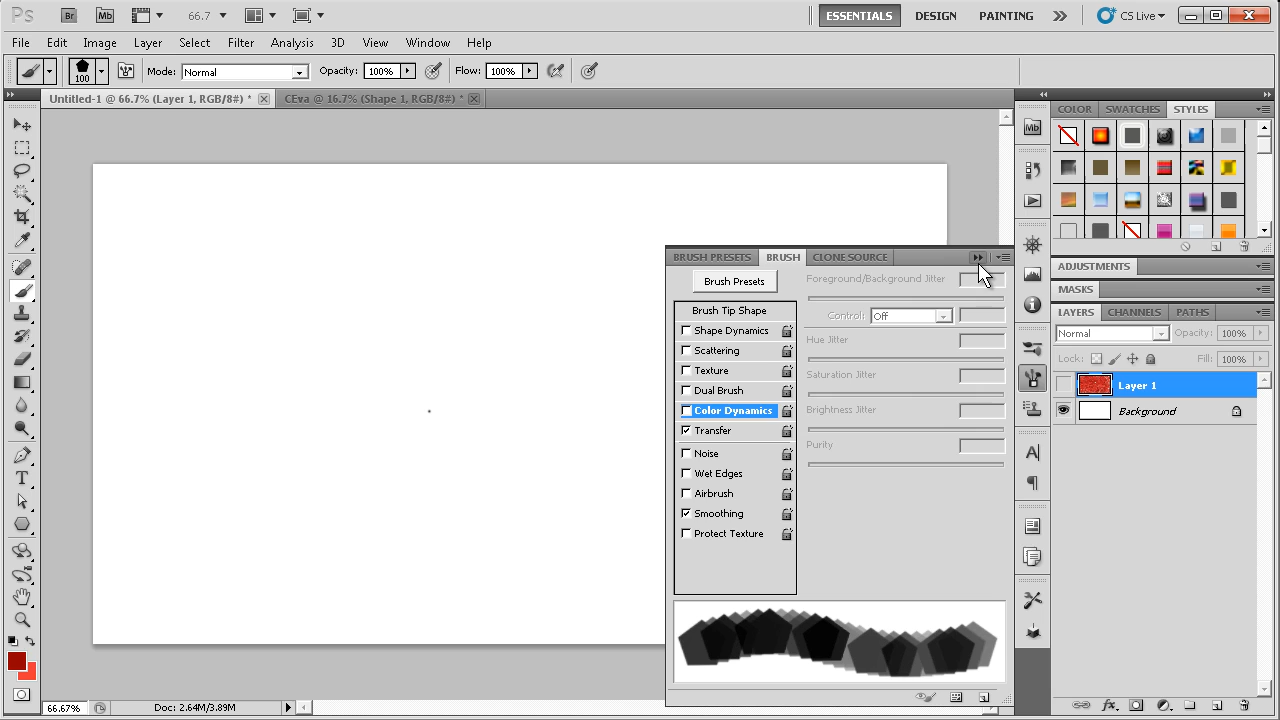 Ps Br Mb 66.7 ESSENTIALS DESIGN PAINTING CS Live
File Edit Image Layer Select Filter Analysis 3D View Window Help
100 Mode: Normal Opacity: 100% Flow: 100%
Untitled-1 @ 66.7% (Layer 1, RGB/8#) * CEva @ 16.7% (Shape 1, RGB/8#) *
COLOR SWATCHES STYLES
Mb
BRUSH PRESETS BRUSH CLONE SOURCE
Brush Presets
Brush Tip Shape
Shape Dynamics
Scattering
Texture
Dual Brush
Color Dynamics
Transfer
Noise
Wet Edges
Airbrush
Smoothing
Protect Texture
Foreground/Background Jitter
Control: Off
Hue Jitter
Saturation Jitter
Brightness Jitter
Purity
ADJUSTMENTS
MASKS
LAYERS CHANNELS PATHS
Normal Opacity: 100%
Lock: Fill: 100%
Layer 1
Background
66.67% Doc: 2.64M/3.89M